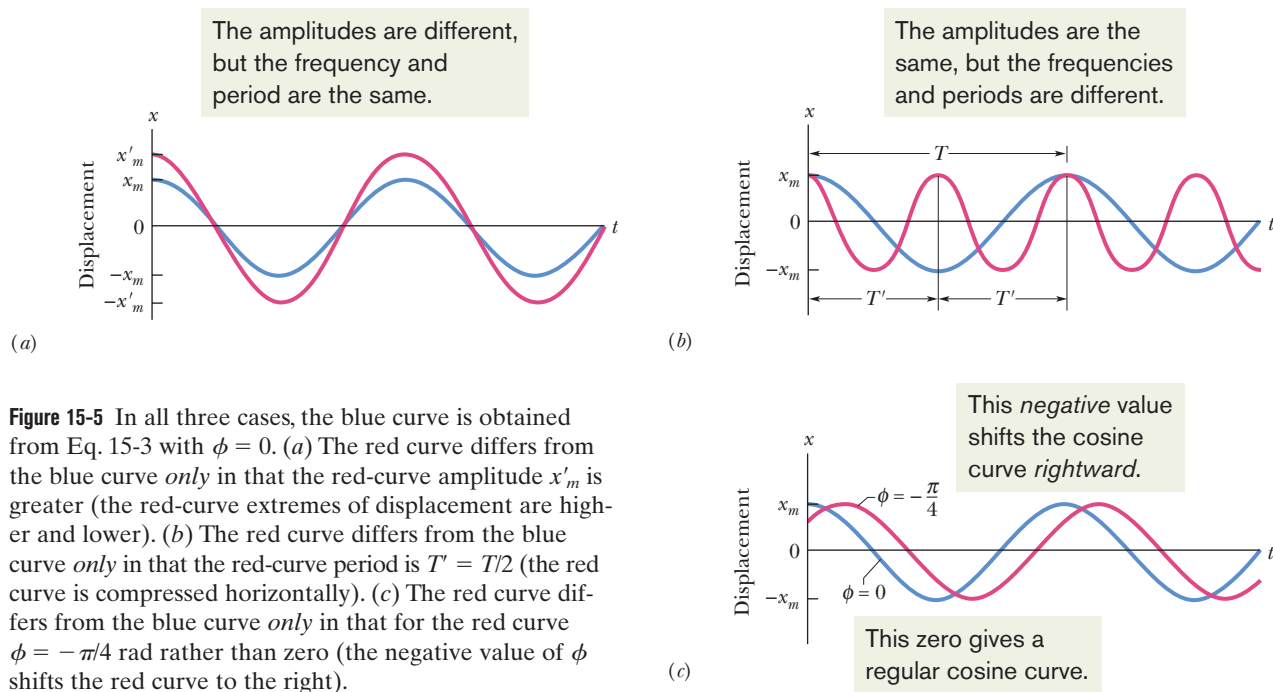 The amplitudes are different,
but the frequency and
period are the same.
x
x′m
xm
0
−xm
−x′m
Displacement
t
(a)
The amplitudes are the
same, but the frequencies
and periods are different.
x
xm
0
−xm
Displacement
T
T′
T′
t
(b)
Figure 15-5 In all three cases, the blue curve is obtained
from Eq. 15-3 with ϕ = 0. (a) The red curve differs from
the blue curve only in that the red-curve amplitude x′m is
greater (the red-curve extremes of displacement are high-
er and lower). (b) The red curve differs from the blue
curve only in that the red-curve period is T′ = T/2 (the red
curve is compressed horizontally). (c) The red curve dif-
fers from the blue curve only in that for the red curve
ϕ = −π/4 rad rather than zero (the negative value of ϕ
shifts the red curve to the right).
This negative value
shifts the cosine
curve rightward.
x
xm
0
−xm
Displacement
ϕ = −π/4
ϕ = 0
t
This zero gives a
regular cosine curve.
(c)